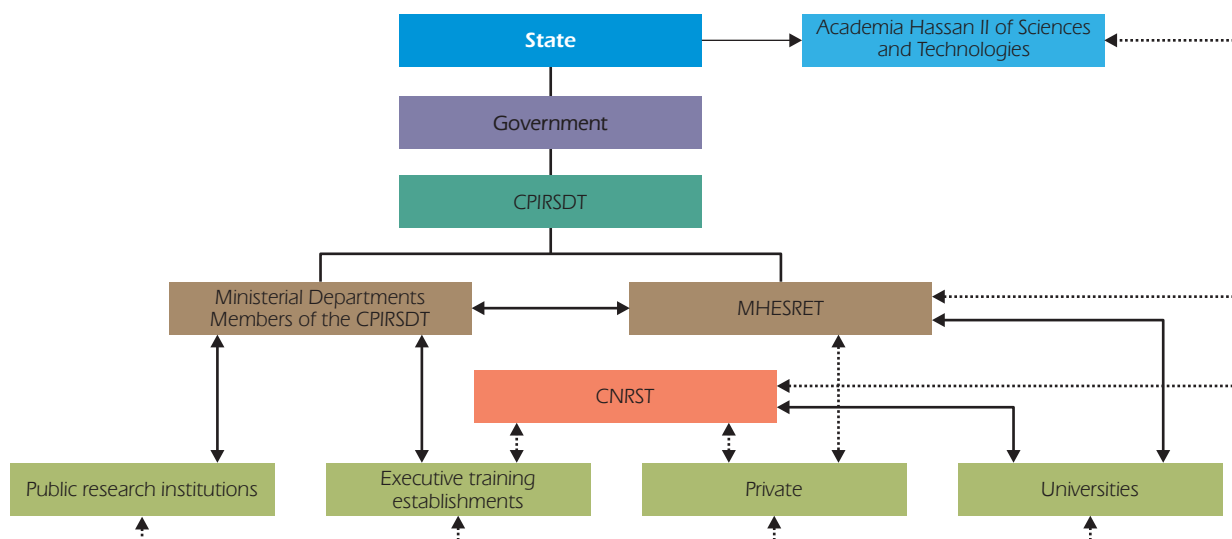 State
Academia Hassan II of Sciences
and Technologies
Government
CPIRSDT
Ministerial Departments
Members of the CPIRSDT
MHESRET
CNRST
Public research institutions
Executive training
establishments
Private
Universities